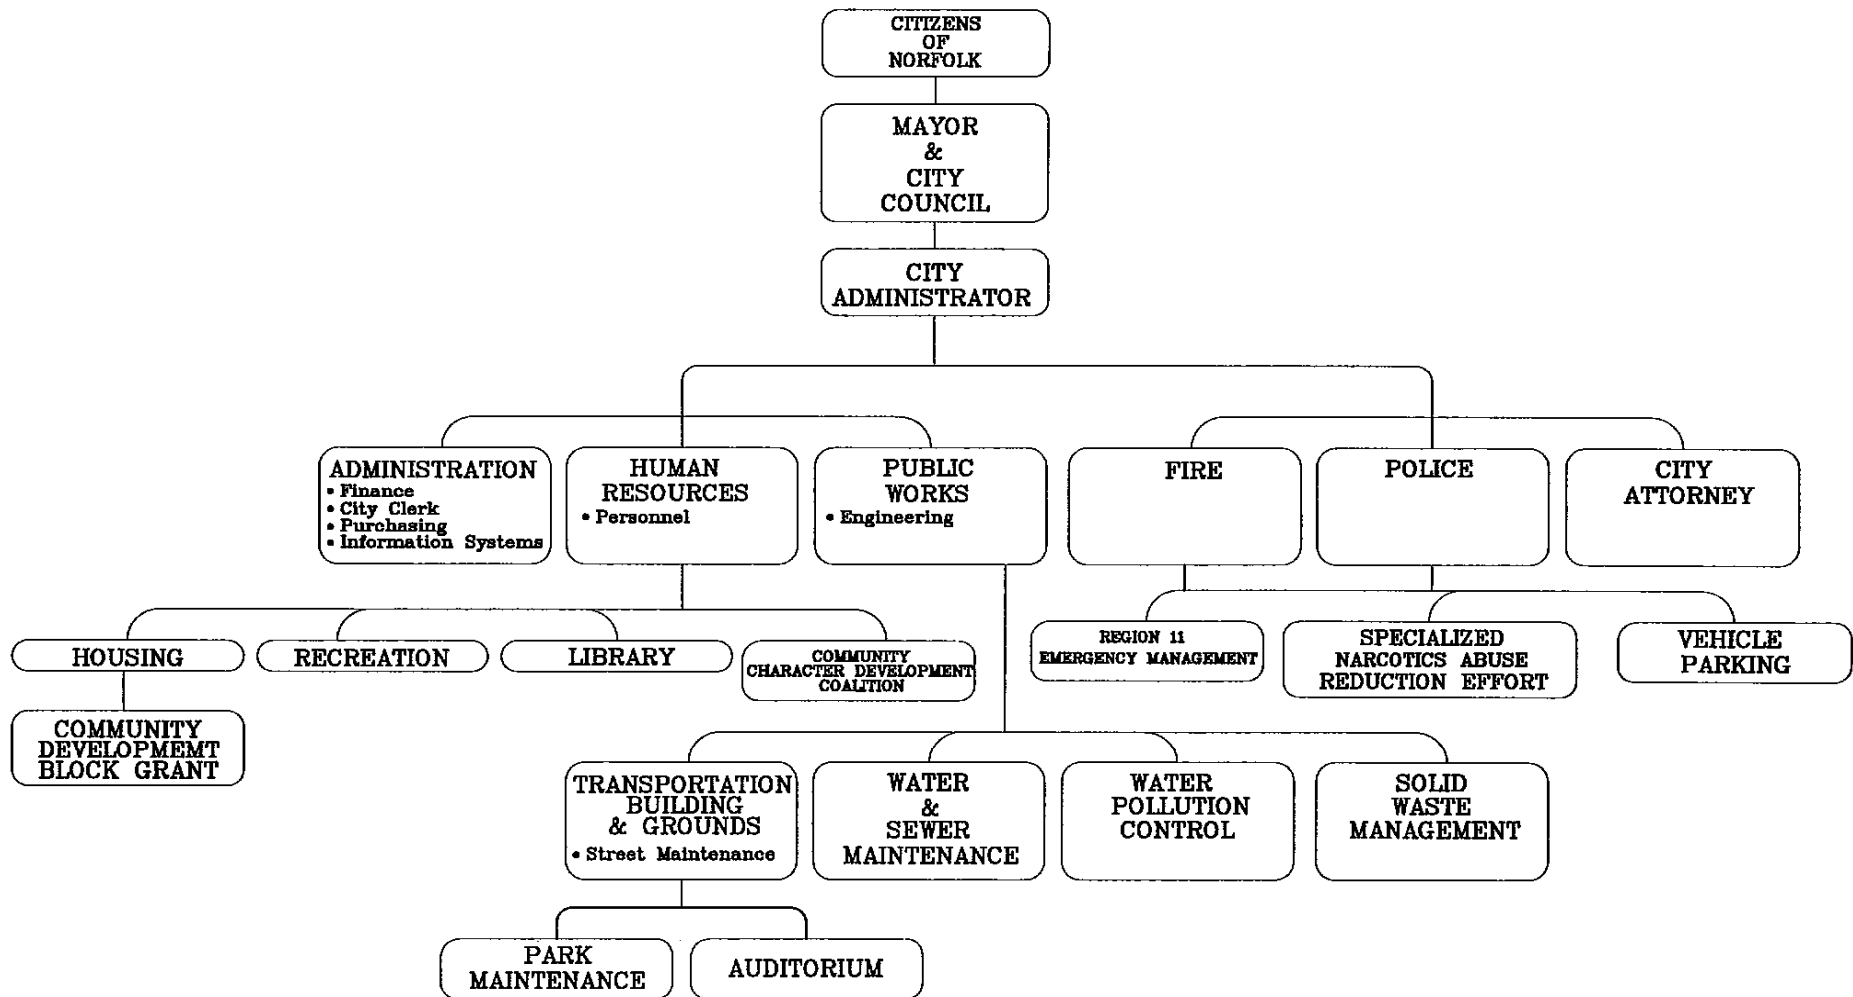 CITIZENS
OF
NORFOLK
MAYOR
&
CITY
COUNCIL
CITY
ADMINISTRATOR
ADMINISTRATION
• Finance
• City Clerk
• Purchasing
• Information Systems
HUMAN
RESOURCES
• Personnel
PUBLIC
WORKS
• Engineering
FIRE
POLICE
CITY
ATTORNEY
HOUSING
RECREATION
LIBRARY
COMMUNITY
CHARACTER DEVELOPMENT
COALITION
REGION 11
EMERGENCY MANAGEMENT
SPECIALIZED
NARCOTICS ABUSE
REDUCTION EFFORT
VEHICLE
PARKING
COMMUNITY
DEVELOPMEMT
BLOCK GRANT
TRANSPORTATION
BUILDING
& GROUNDS
• Street Maintenance
WATER
&
SEWER
MAINTENANCE
WATER
POLLUTION
CONTROL
SOLID
WASTE
MANAGEMENT
PARK
MAINTENANCE
AUDITORIUM